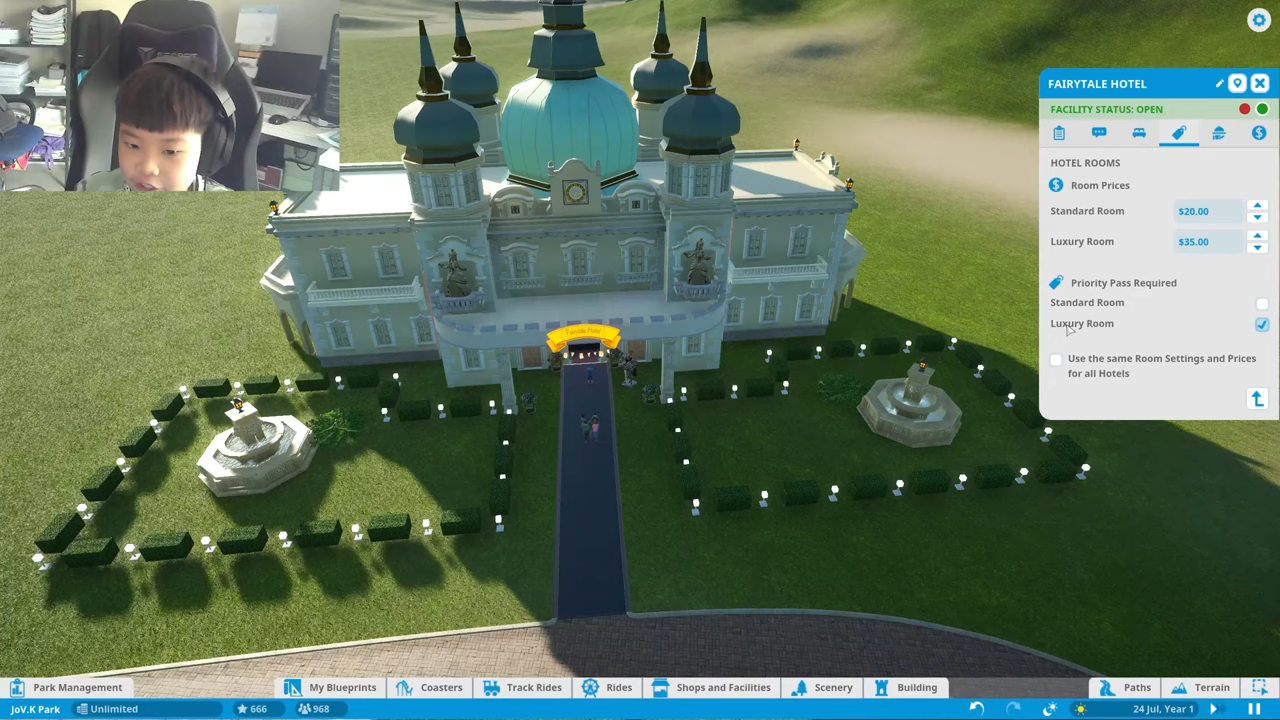 FAIRYTALE HOTEL
FACILITY STATUS: OPEN
HOTEL ROOMS
Room Prices
Standard Room $20.00
Luxury Room $35.00
Priority Pass Required
Standard Room
Luxury Room
Use the same Room Settings and Prices
for all Hotels
Fairytale Hotel
Park Management My Blueprints Coasters Track Rides Rides Shops and Facilities Scenery Building Paths Terrain
JoV.K Park Unlimited 666 968 24 Jul, Year 1